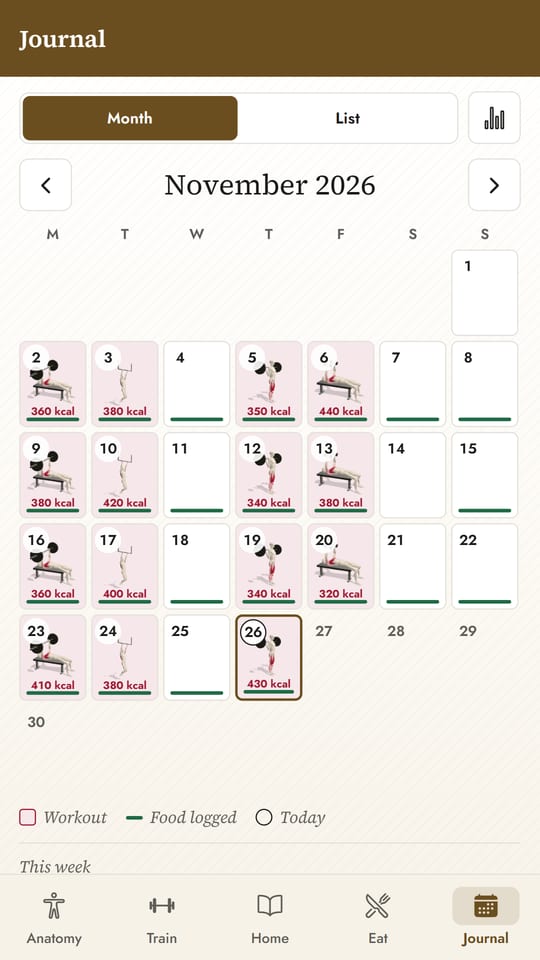 Journal
Month List
November 2026
M T W T F S S
1
2 3 4 5 6 7 8
360 kcal 380 kcal 350 kcal 440 kcal
9 10 11 12 13 14 15
380 kcal 420 kcal 340 kcal 380 kcal
16 17 18 19 20 21 22
360 kcal 400 kcal 340 kcal 320 kcal
23 24 25 26 27 28 29
410 kcal 380 kcal 430 kcal
30
Workout Food logged Today
This week
Anatomy Train Home Eat Journal